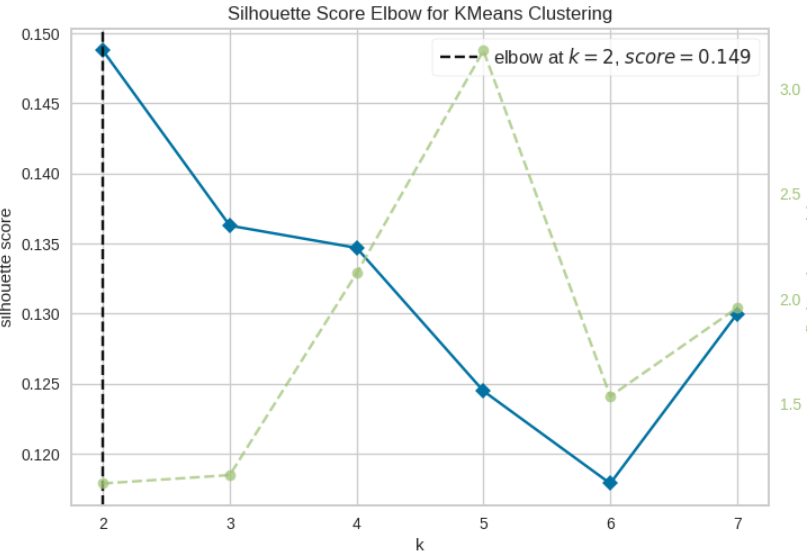 Silhouette Score Elbow for KMeans Clustering
elbow at k = 2, score = 0.149
silhouette score
0.150
0.145
0.140
0.135
0.130
0.125
0.120
3.0
2.5
2.0
1.5
2 3 4 5 6 7
k